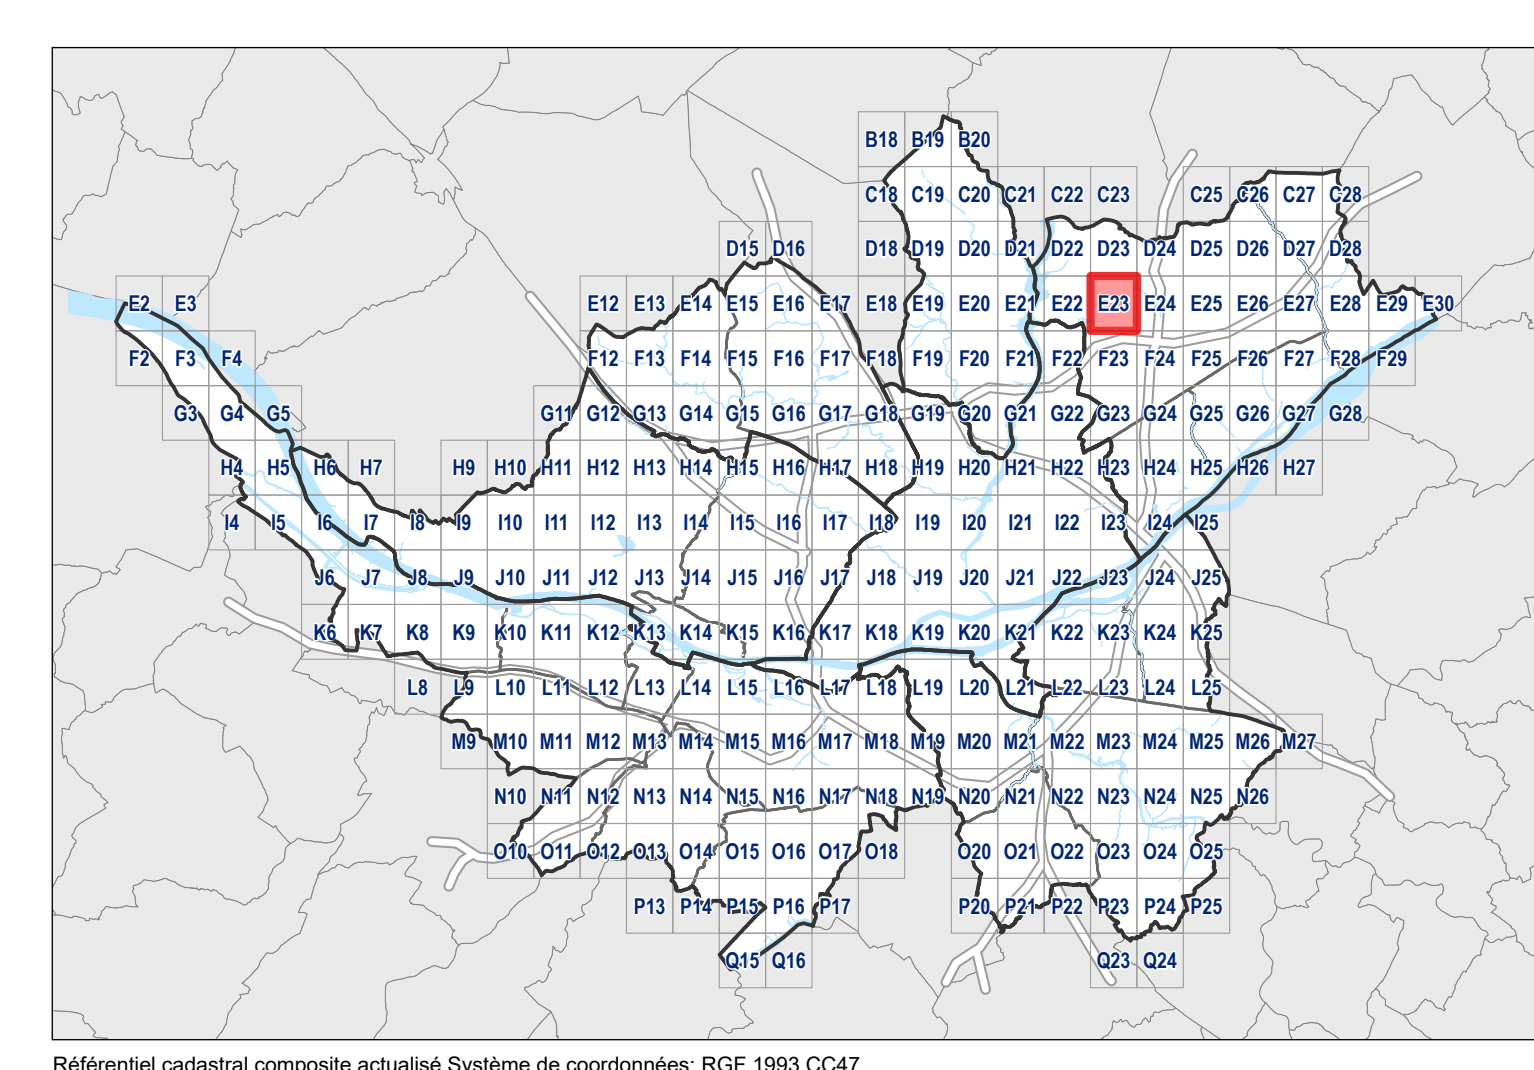 B18 B19 B20
C18 C19 C20 C21 C22 C23 C25 C26 C27 C28
D15 D16 D18 D19 D20 D21 D22 D23 D24 D25 D26 D27 D28
E2 E3 E12 E13 E14 E15 E16 E17 E18 E19 E20 E21 E22 E23 E24 E25 E26 E27 E28 E29 E30
F2 F3 F4 F12 F13 F14 F15 F16 F17 F18 F19 F20 F21 F22 F23 F24 F25 F26 F27 F28 F29
G3 G4 G5 G11 G12 G13 G14 G15 G16 G17 G18 G19 G20 G21 G22 G23 G24 G25 G26 G27 G28
H4 H5 H6 H7 H9 H10 H11 H12 H13 H14 H15 H16 H17 H18 H19 H20 H21 H22 H23 H24 H25 H26 H27
I4 I5 I6 I7 I8 I9 I10 I11 I12 I13 I14 I15 I16 I17 I18 I19 I20 I21 I22 I23 I24 I25
J6 J7 J8 J9 J10 J11 J12 J13 J14 J15 J16 J17 J18 J19 J20 J21 J22 J23 J24 J25
K6 K7 K8 K9 K10 K11 K12 K13 K14 K15 K16 K17 K18 K19 K20 K21 K22 K23 K24 K25
L8 L9 L10 L11 L12 L13 L14 L15 L16 L17 L18 L19 L20 L21 L22 L23 L24 L25
M9 M10 M11 M12 M13 M14 M15 M16 M17 M18 M19 M20 M21 M22 M23 M24 M25 M26 M27
N10 N11 N12 N13 N14 N15 N16 N17 N18 N19 N20 N21 N22 N23 N24 N25 N26
O10 O11 O12 O13 O14 O15 O16 O17 O18 O20 O21 O22 O23 O24 O25
P13 P14 P15 P16 P17 P20 P21 P22 P23 P24 P25
Q15 Q16 Q23 Q24
Référentiel cadastral composite actualisé Système de coordonnées: RGF 1993 CC47